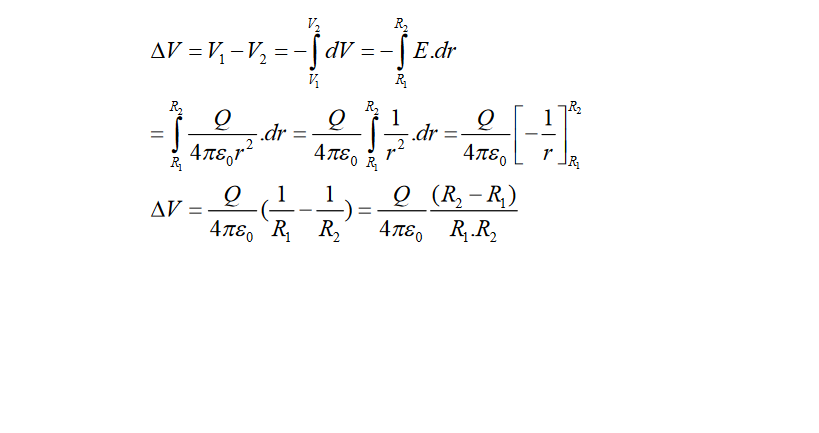 ΔV = V₁ − V₂ = −∫_{V₁}^{V₂} dV = −∫_{R₁}^{R₂} E.dr
= ∫_{R₁}^{R₂} Q/(4πε₀r²) .dr = Q/(4πε₀) ∫_{R₁}^{R₂} 1/r² .dr = Q/(4πε₀) [−1/r]_{R₁}^{R₂}
ΔV = Q/(4πε₀) (1/R₁ − 1/R₂) = Q/(4πε₀) (R₂ − R₁)/(R₁.R₂)